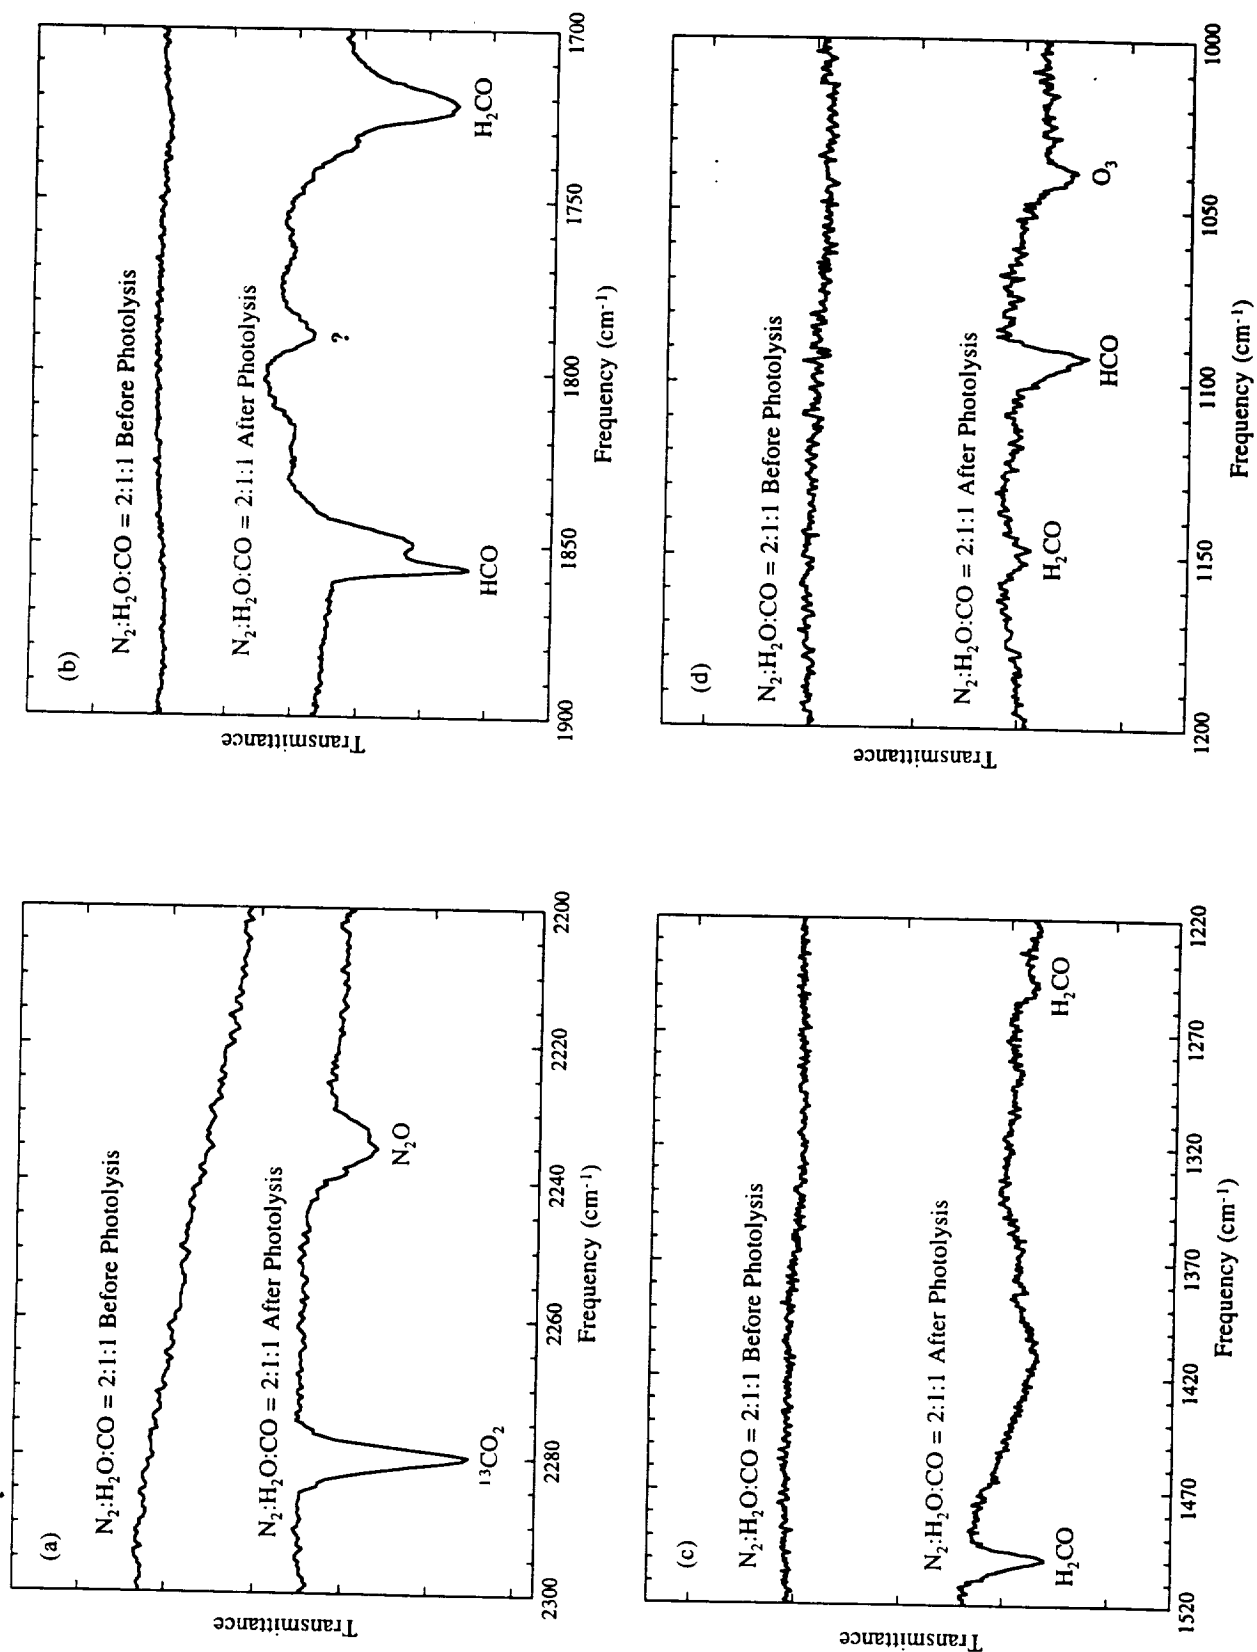 (a)
N₂:H₂O:CO = 2:1:1 Before Photolysis
N₂:H₂O:CO = 2:1:1 After Photolysis
¹³CO₂
N₂O
Transmittance
2300
2280
2260
2240
2220
2200
Frequency (cm⁻¹)
(b)
N₂:H₂O:CO = 2:1:1 Before Photolysis
N₂:H₂O:CO = 2:1:1 After Photolysis
HCO
?
H₂CO
Transmittance
1900
1850
1800
1750
1700
Frequency (cm⁻¹)
(c)
N₂:H₂O:CO = 2:1:1 Before Photolysis
N₂:H₂O:CO = 2:1:1 After Photolysis
H₂CO
H₂CO
Transmittance
1520
1470
1420
1370
1320
1270
1220
Frequency (cm⁻¹)
(d)
N₂:H₂O:CO = 2:1:1 Before Photolysis
N₂:H₂O:CO = 2:1:1 After Photolysis
H₂CO
HCO
O₃
Transmittance
1200
1150
1100
1050
1000
Frequency (cm⁻¹)